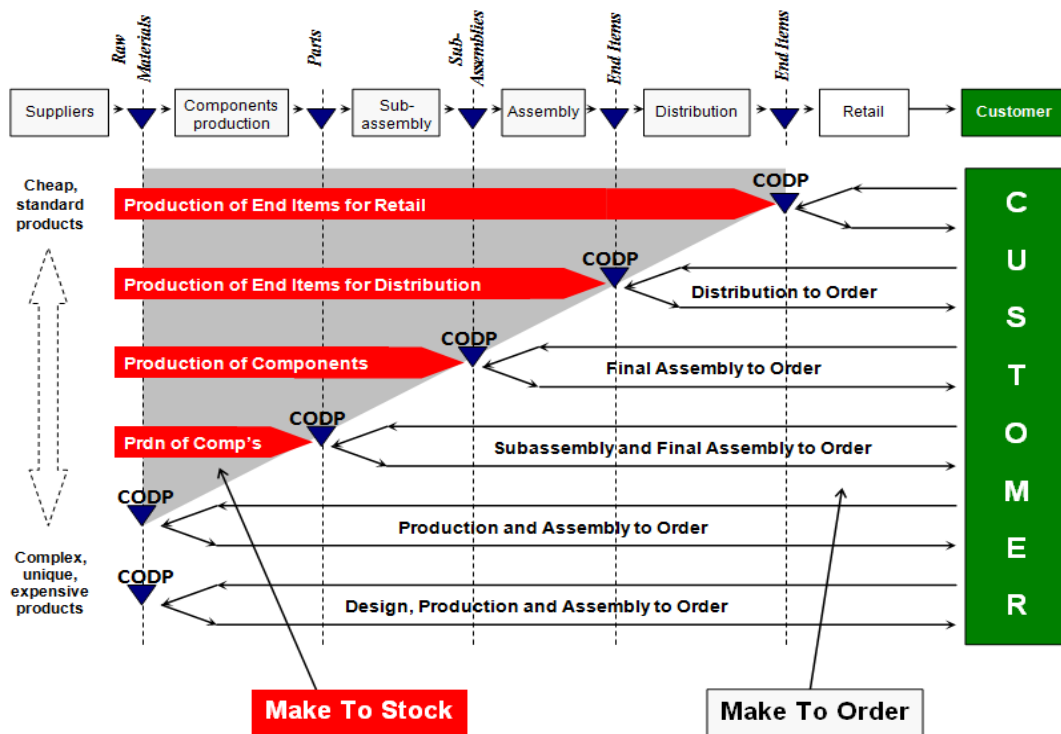 Raw
Materials
Parts
Sub-
Assemblies
End Items
End Items
Suppliers
Components
production
Sub-
assembly
Assembly
Distribution
Retail
Customer
Cheap,
standard
products
CODP
Production of End Items for Retail
CODP
Production of End Items for Distribution
Distribution to Order
CODP
Production of Components
Final Assembly to Order
CODP
Prdn of Comp's
Subassembly and Final Assembly to Order
CODP
Production and Assembly to Order
Complex,
unique,
expensive
products
CODP
Design, Production and Assembly to Order
C
U
S
T
O
M
E
R
Make To Stock
Make To Order